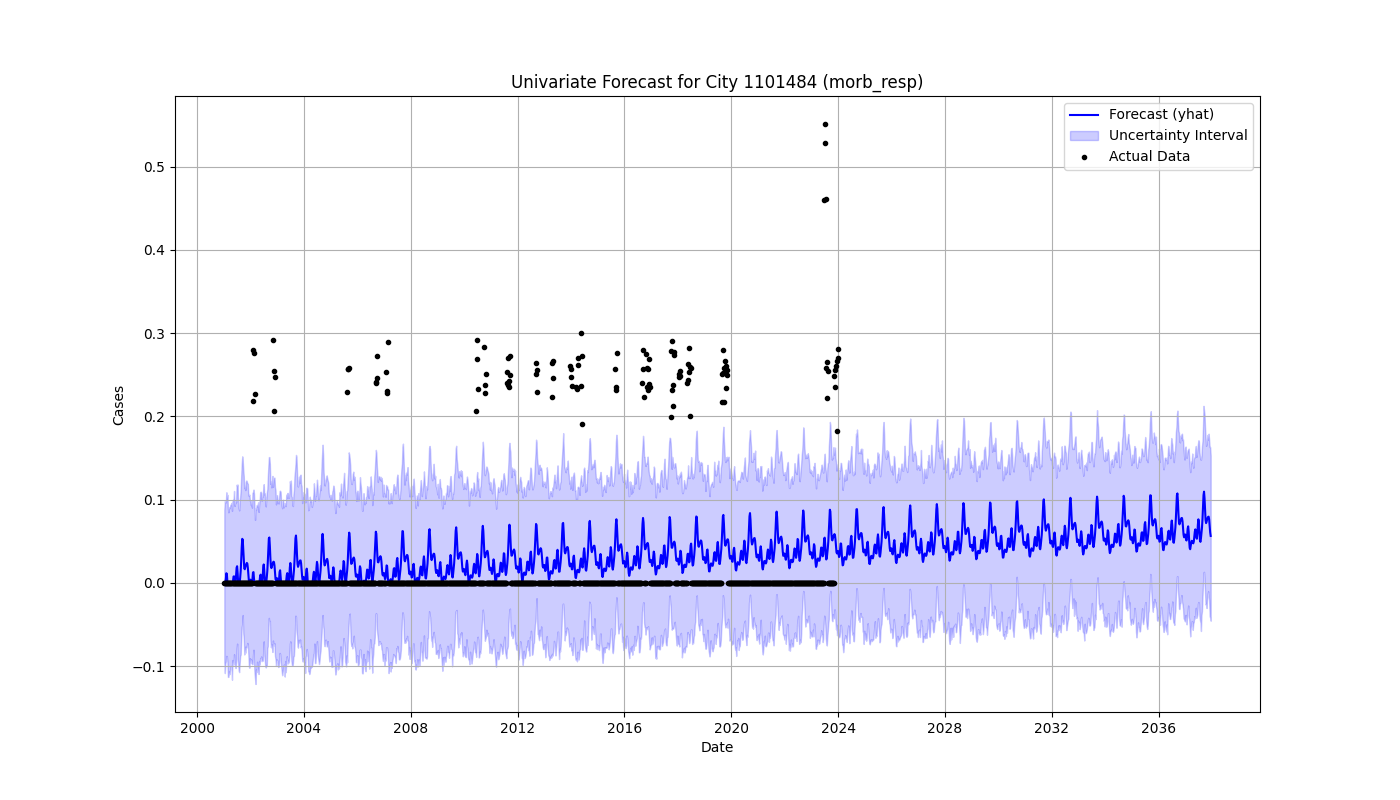 Univariate Forecast for City 1101484 (morb_resp)
Forecast (yhat)
Uncertainty Interval
Actual Data
0.5
0.4
0.3
0.2
0.1
0.0
−0.1
Cases
2000 2004 2008 2012 2016 2020 2024 2028 2032 2036
Date